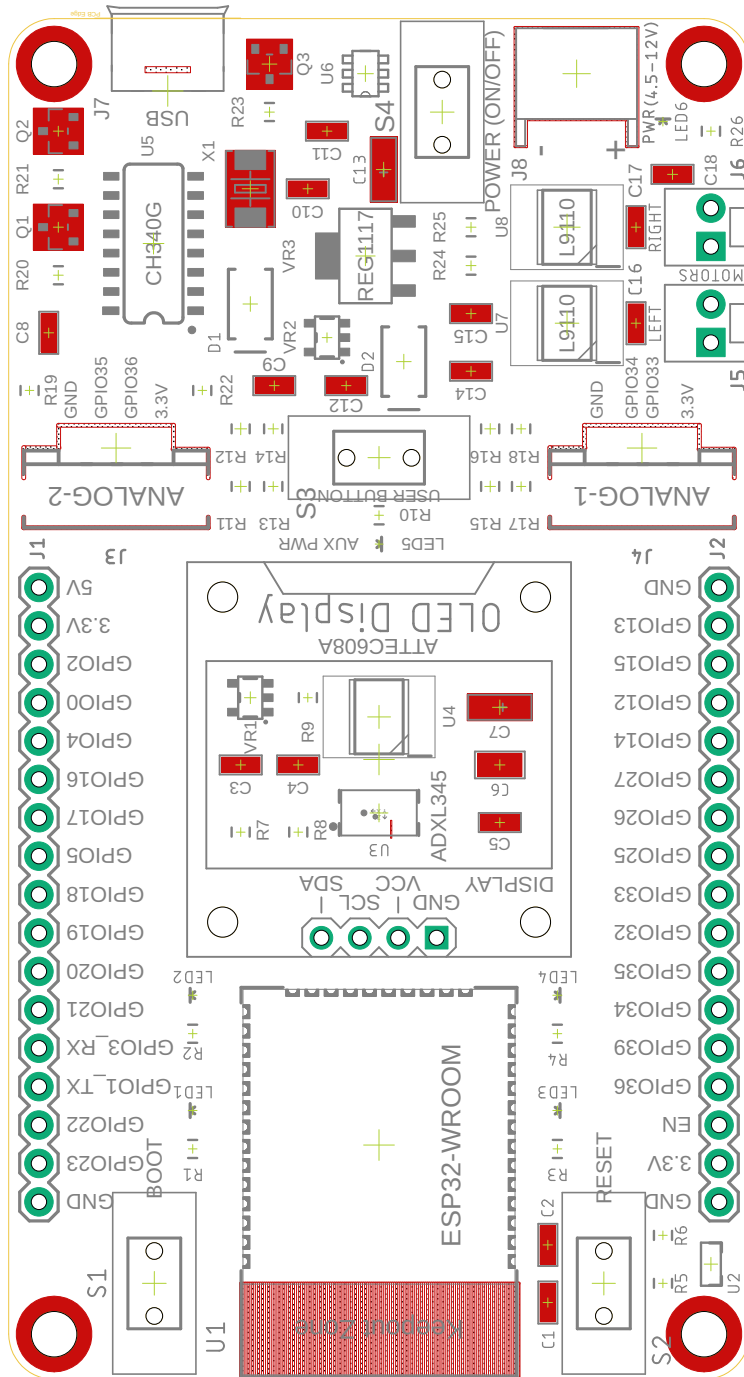 PCB Edge
J7
USB
Q3
R23
U6
S4
POWER (ON/OFF)
J8
-
+
PWR(4.5-12V)
LED6
R26
Q2
U5
X1
C11
C13
C17
C18
J6
R21
CH340G
C10
REG1117
R25
U8
L9110
RIGHT
Q1
R20
VR3
R24
MOTORS
C8
D1
VR2
D2
C15
U7
L9110
C16
LEFT
J5
R19
GND
GPIO35
GPIO36
3.3V
R22
C9
C12
C14
GND
GPIO34
GPIO33
3.3V
R12
R14
R16
R18
ANALOG-2
S3
USER BUTTON
ANALOG-1
R11
R13
R10
R15
R17
J1
J3
AUX PWR
LED5
J4
J2
5V
3.3V
GPIO2
GPIO0
GPIO4
GPIO16
GPIO17
GPIO5
GPIO18
GPIO19
GPIO20
GPIO21
GPIO3_RX
GPIO1_TX
GPIO22
GPIO23
GND
OLED Display
ATTEC608A
VR1
R9
U4
C7
C3
C4
C6
R7
R8
U3
ADXL345
C5
SDA
SCL
VCC
GND
DISPLAY
GND
GPIO13
GPIO15
GPIO12
GPIO14
GPIO27
GPIO26
GPIO25
GPIO33
GPIO32
GPIO35
GPIO34
GPIO39
GPIO36
EN
3.3V
GND
LED2
R2
LED1
R1
LED4
R4
LED3
R3
ESP32-WROOM
BOOT
S1
U1
Keepout Zone
RESET
S2
C2
C1
R6
R5
U2